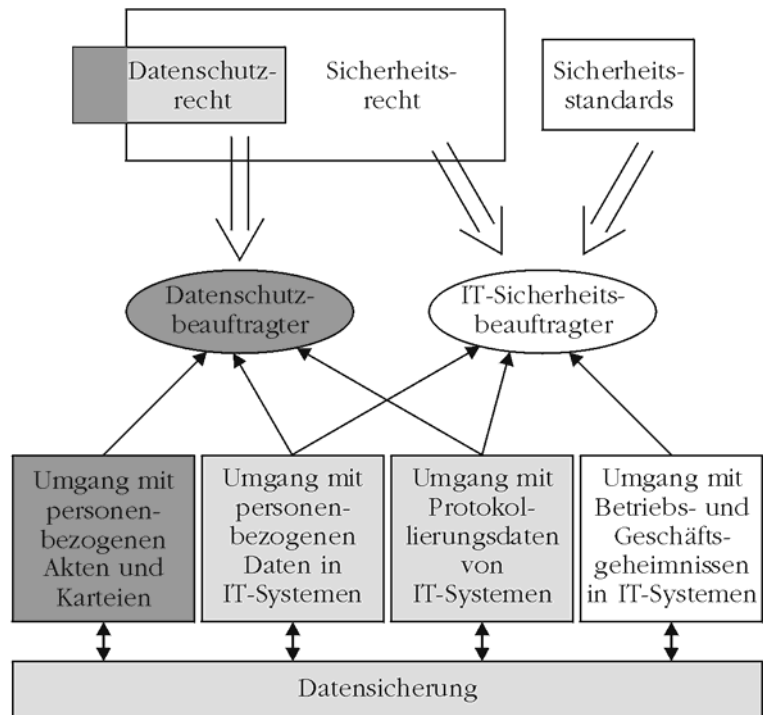 Datenschutz-
recht
Sicherheits-
recht
Sicherheits-
standards
Datenschutz-
beauftragter
IT-Sicherheits-
beauftragter
Umgang mit
personen-
bezogenen
Akten und
Karteien
Umgang mit
personen-
bezogenen
Daten in
IT-Systemen
Umgang mit
Protokol-
lierungsdaten
von
IT-Systemen
Umgang mit
Betriebs- und
Geschäfts-
geheimnissen
in IT-Systemen
Datensicherung